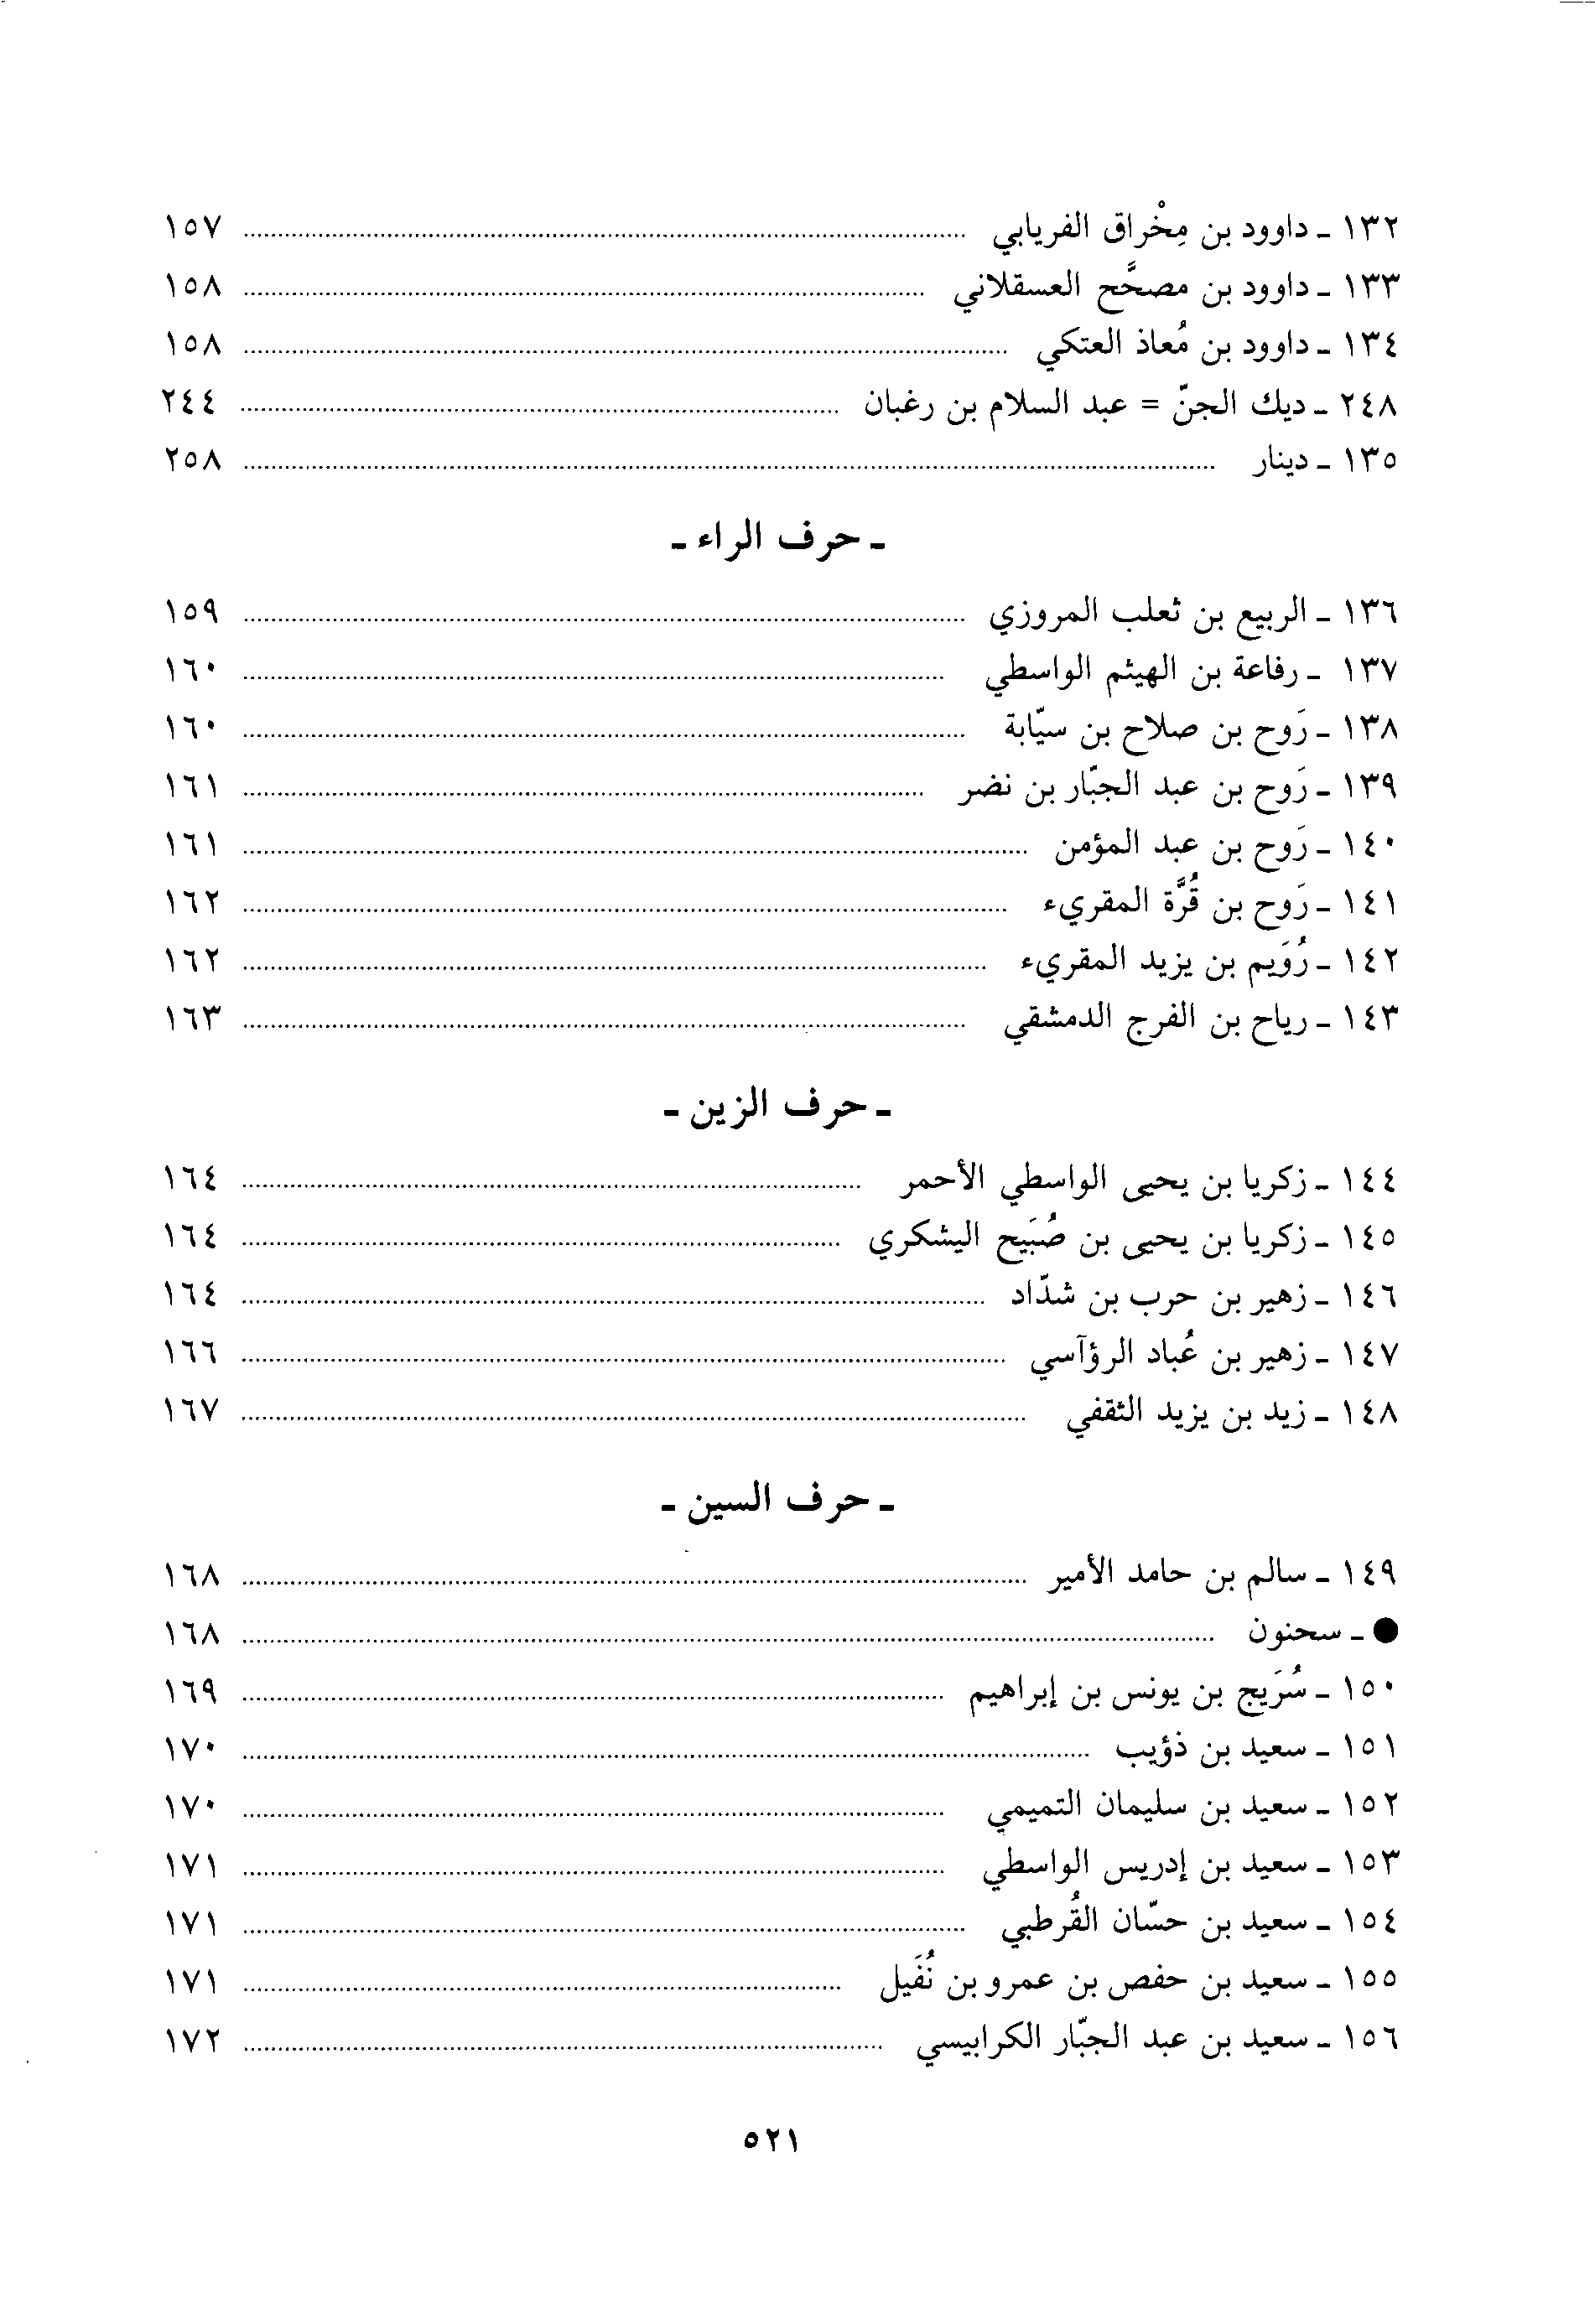 ١٣٢ - داوود بن مِخْراق الفريابي ........ ١٥٧
١٣٣ - داوود بن مصحَّح العسقلاني ........ ١٥٨
١٣٤ - داوود بن مُعاذ العتكي ........ ١٥٨
٢٤٨ - ديك الجنّ = عبد السلام بن رغبان ........ ٢٤٤
١٣٥ - دينار ........ ٢٥٨
- حرف الراء -
١٣٦ - الربيع بن ثعلب المروزي ........ ١٥٩
١٣٧ - رفاعة بن الهيثم الواسطي ........ ١٦٠
١٣٨ - رَوح بن صلاح بن سيّابة ........ ١٦٠
١٣٩ - رَوح بن عبد الجبّار بن نضر ........ ١٦١
١٤٠ - رَوح بن عبد المؤمن ........ ١٦١
١٤١ - رَوح بن قُرَّة المقريء ........ ١٦٢
١٤٢ - رُوَيم بن يزيد المقريء ........ ١٦٢
١٤٣ - رياح بن الفرج الدمشقي ........ ١٦٣
- حرف الزين -
١٤٤ - زكريا بن يحيى الواسطي الأحمر ........ ١٦٤
١٤٥ - زكريا بن يحيى بن صُبَيح اليشكري ........ ١٦٤
١٤٦ - زهير بن حرب بن شدّاد ........ ١٦٤
١٤٧ - زهير بن عُباد الرؤآسي ........ ١٦٦
١٤٨ - زيد بن يزيد الثقفي ........ ١٦٧
- حرف السين -
١٤٩ - سالم بن حامد الأمير ........ ١٦٨
● - سحنون ........ ١٦٨
١٥٠ - سُرَيج بن يونس بن إبراهيم ........ ١٦٩
١٥١ - سعيد بن ذؤيب ........ ١٧٠
١٥٢ - سعيد بن سليمان التميمي ........ ١٧٠
١٥٣ - سعيد بن إدريس الواسطي ........ ١٧١
١٥٤ - سعيد بن حسّان القُرطبي ........ ١٧١
١٥٥ - سعيد بن حفص بن عمرو بن نُفَيل ........ ١٧١
١٥٦ - سعيد بن عبد الجبّار الكرابيسي ........ ١٧٢
٥٢١